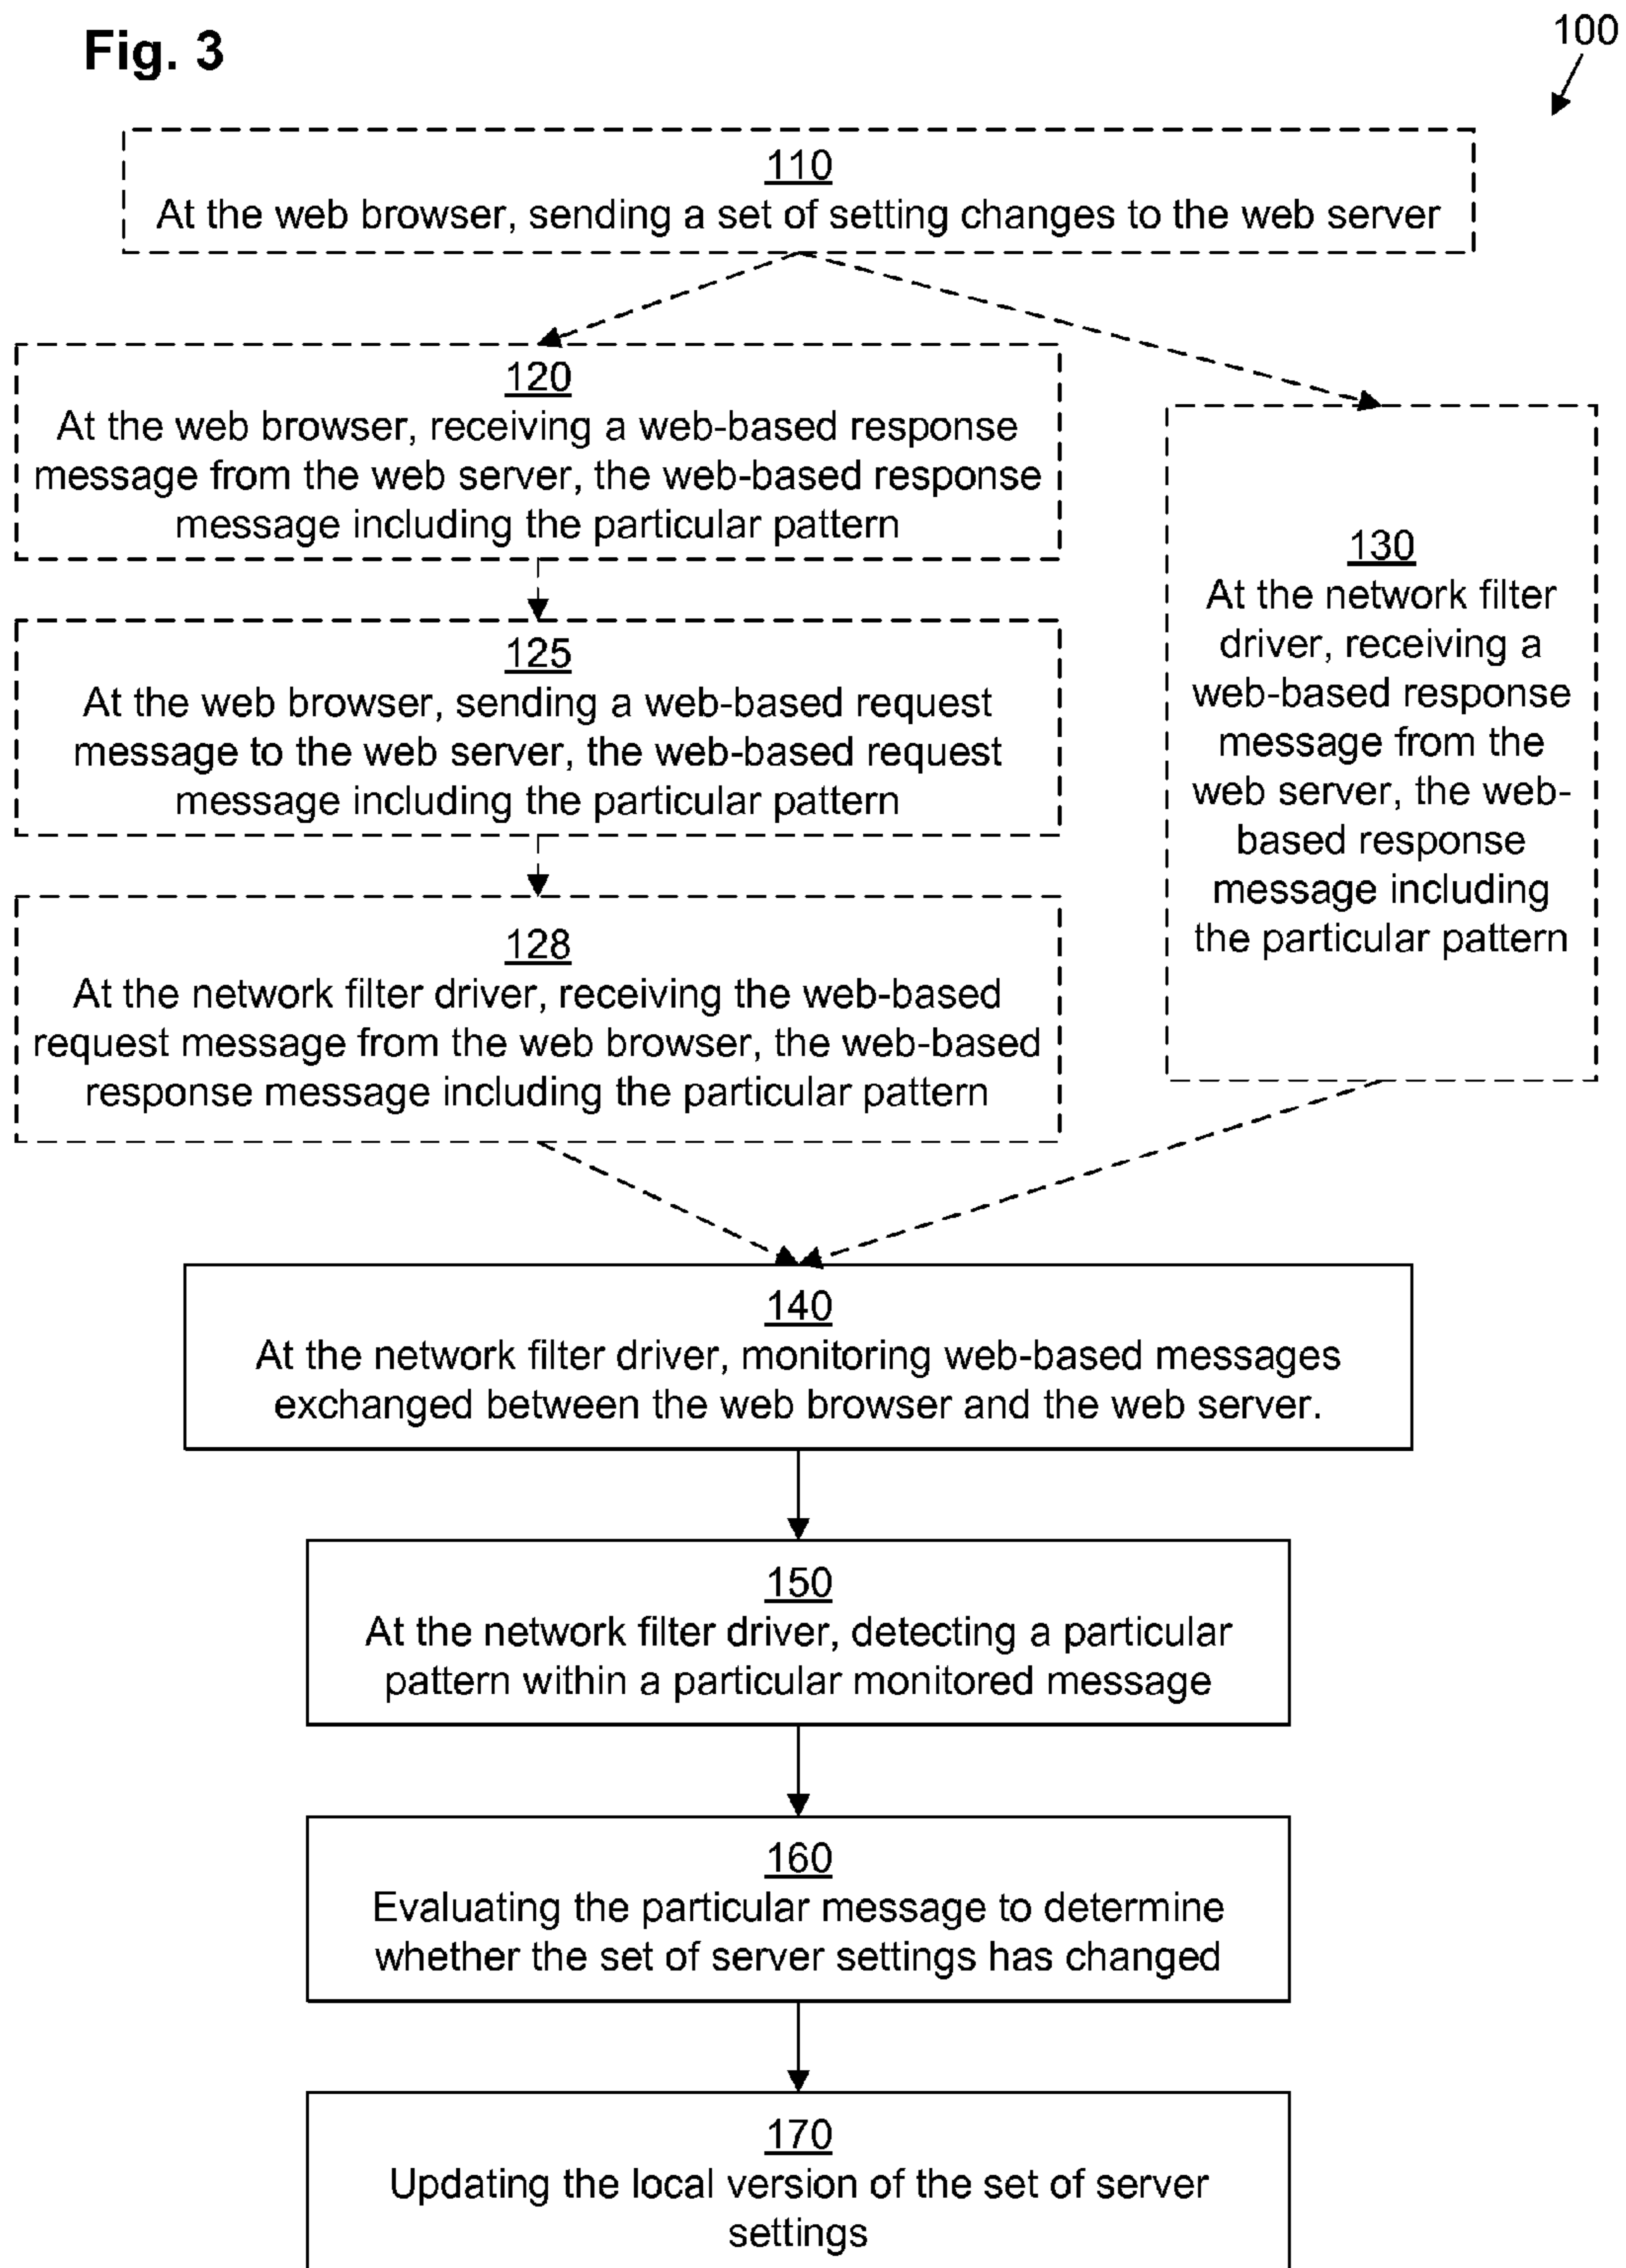 Fig. 3
100
110
At the web browser, sending a set of setting changes to the web server
120
At the web browser, receiving a web-based response
message from the web server, the web-based response
message including the particular pattern
125
At the web browser, sending a web-based request
message to the web server, the web-based request
message including the particular pattern
128
At the network filter driver, receiving the web-based
request message from the web browser, the web-based
response message including the particular pattern
130
At the network filter
driver, receiving a
web-based response
message from the
web server, the web-
based response
message including
the particular pattern
140
At the network filter driver, monitoring web-based messages
exchanged between the web browser and the web server.
150
At the network filter driver, detecting a particular
pattern within a particular monitored message
160
Evaluating the particular message to determine
whether the set of server settings has changed
170
Updating the local version of the set of server
settings